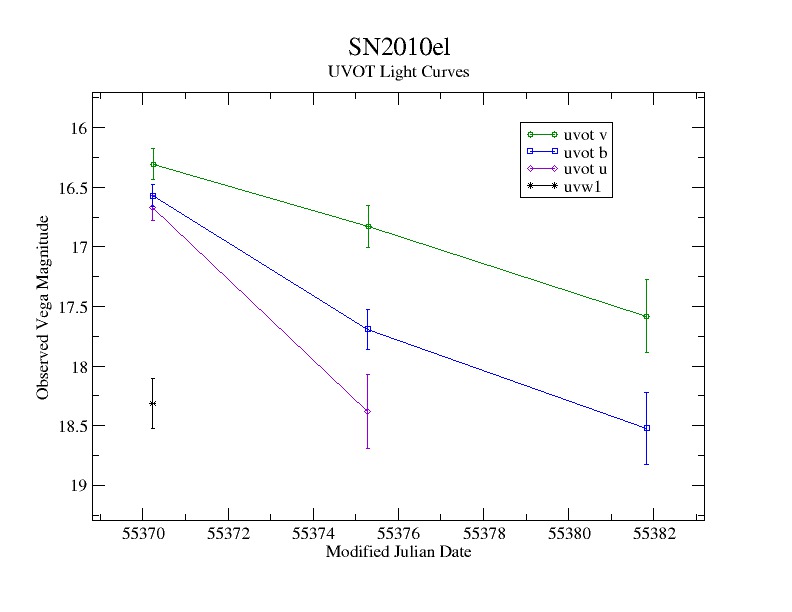 SN2010el
UVOT Light Curves
uvot v
uvot b
uvot u
uvw1
Observed Vega Magnitude
16
16.5
17
17.5
18
18.5
19
55370 55372 55374 55376 55378 55380 55382
Modified Julian Date